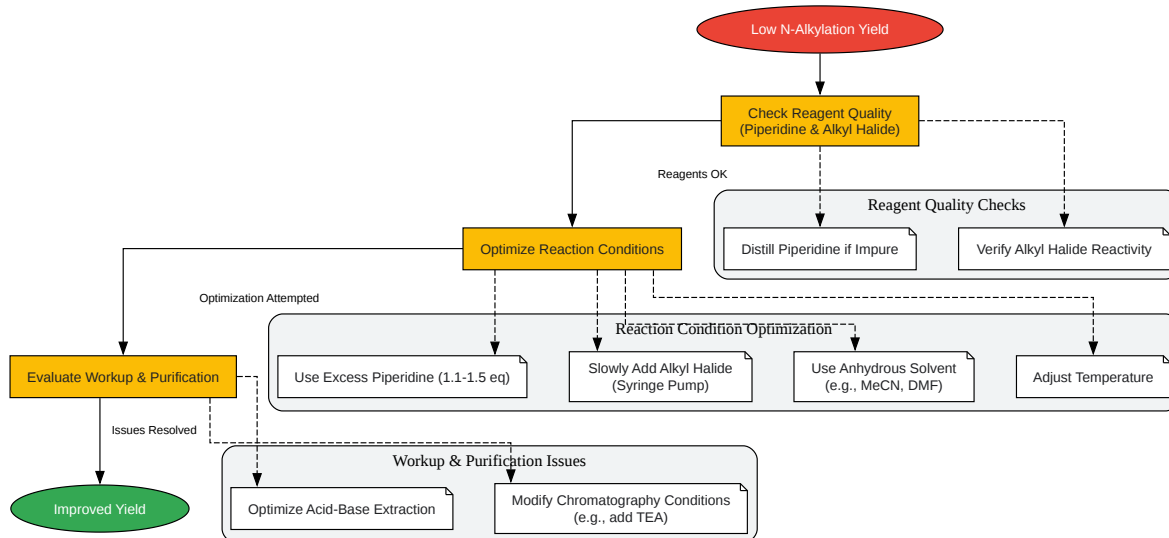 Low N-Alkylation Yield
Check Reagent Quality
(Piperidine & Alkyl Halide)
Reagents OK
Reagent Quality Checks
Distill Piperidine if Impure
Verify Alkyl Halide Reactivity
Optimize Reaction Conditions
Optimization Attempted
Reaction Condition Optimization
Use Excess Piperidine (1.1-1.5 eq)
Slowly Add Alkyl Halide
(Syringe Pump)
Use Anhydrous Solvent
(e.g., MeCN, DMF)
Adjust Temperature
Evaluate Workup & Purification
Issues Resolved
Workup & Purification Issues
Optimize Acid-Base Extraction
Modify Chromatography Conditions
(e.g., add TEA)
Improved Yield